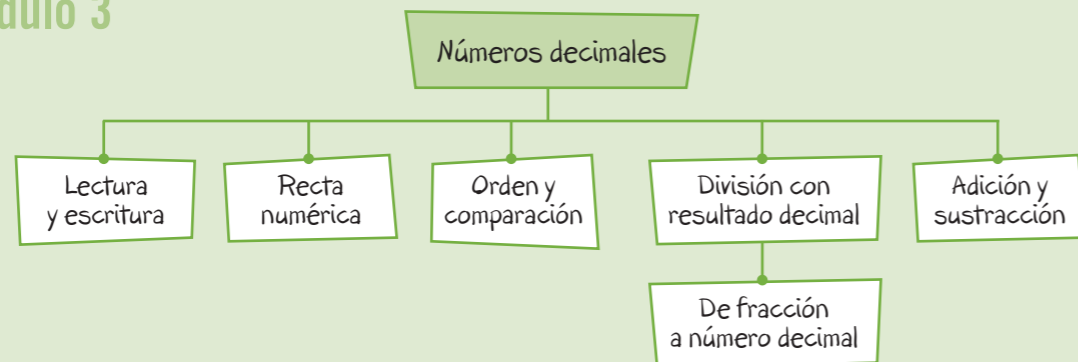 3
Números decimales
Lectura
y escritura
Recta
numérica
Orden y
comparación
División con
resultado decimal
Adición y
sustracción
De fracción
a número decimal